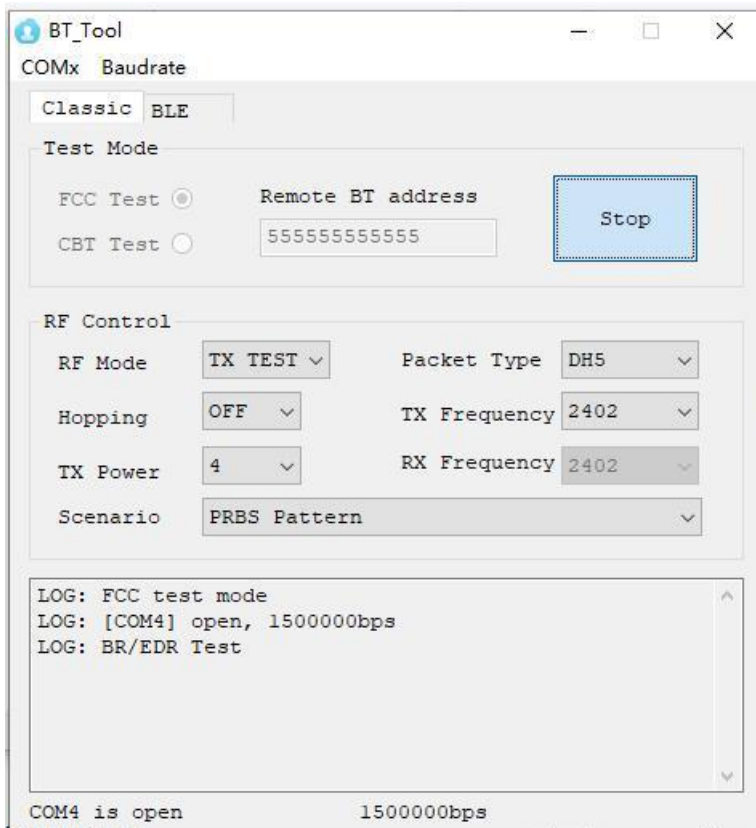 BT_Tool
COMx Baudrate
Classic BLE
Test Mode
FCC Test Remote BT address
Stop
CBT Test 555555555555
RF Control
RF Mode TX TEST Packet Type DH5
Hopping OFF TX Frequency 2402
TX Power 4 RX Frequency 2402
Scenario PRBS Pattern
LOG: FCC test mode
LOG: [COM4] open, 1500000bps
LOG: BR/EDR Test
COM4 is open 1500000bps